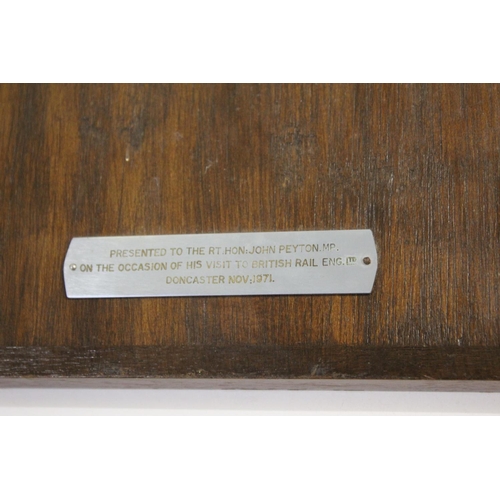 PRESENTED TO THE RT.HON:JOHN PEYTON.MP.
ON THE OCCASION OF HIS VISIT TO BRITISH RAIL ENG.LTD
DONCASTER NOV;1971.